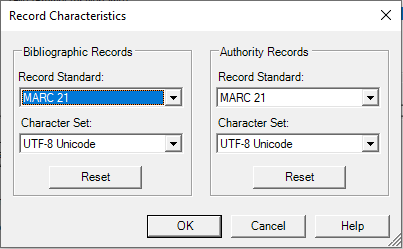 Record Characteristics
Bibliographic Records
Record Standard:
MARC 21
Character Set:
UTF-8 Unicode
Reset
Authority Records
Record Standard:
MARC 21
Character Set:
UTF-8 Unicode
Reset
OK
Cancel
Help